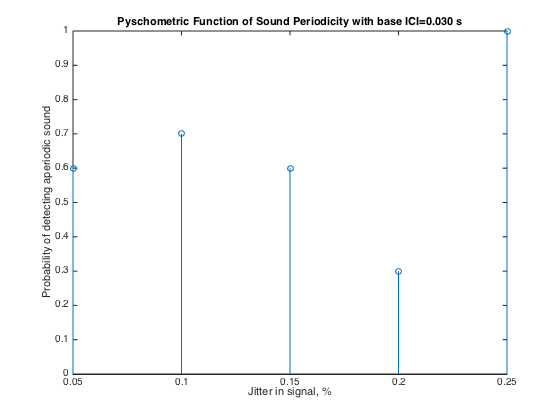 Pyschometric Function of Sound Periodicity with base ICI=0.030 s
Probability of detecting aperiodic sound
1
0.9
0.8
0.7
0.6
0.5
0.4
0.3
0.2
0.1
0
0.05 0.1 0.15 0.2 0.25
Jitter in signal, %